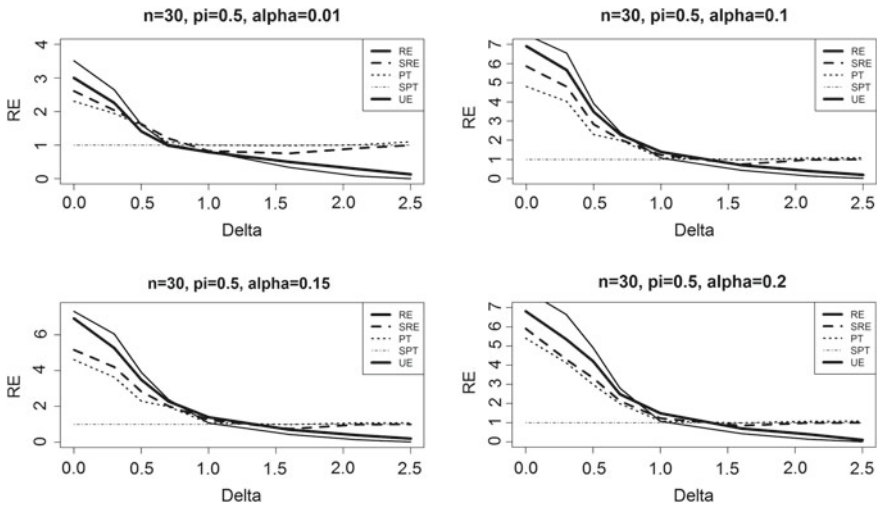 n=30, pi=0.5, alpha=0.01
RE
4
3
2
1
0
RE
SRE
PT
SPT
UE
0.0 0.5 1.0 1.5 2.0 2.5
Delta
n=30, pi=0.5, alpha=0.1
RE
7
6
5
4
3
2
1
0
RE
SRE
PT
SPT
UE
0.0 0.5 1.0 1.5 2.0 2.5
Delta
n=30, pi=0.5, alpha=0.15
RE
6
4
2
0
RE
SRE
PT
SPT
UE
0.0 0.5 1.0 1.5 2.0 2.5
Delta
n=30, pi=0.5, alpha=0.2
RE
7
6
5
4
3
2
1
0
RE
SRE
PT
SPT
UE
0.0 0.5 1.0 1.5 2.0 2.5
Delta